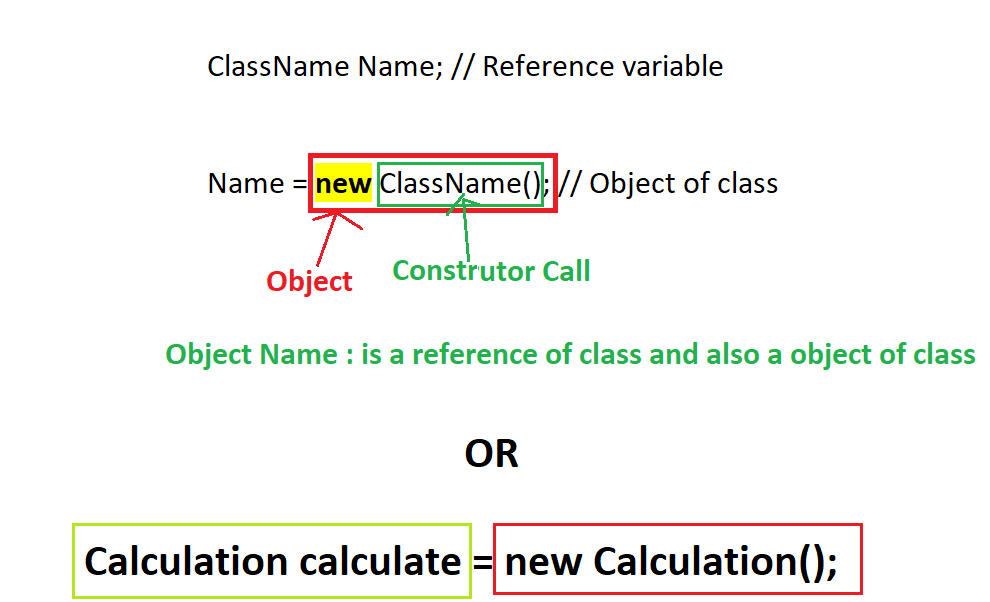 ClassName Name; // Reference variable
Name = new ClassName(); // Object of class
Object
Construtor Call
Object Name : is a reference of class and also a object of class
OR
Calculation calculate = new Calculation();